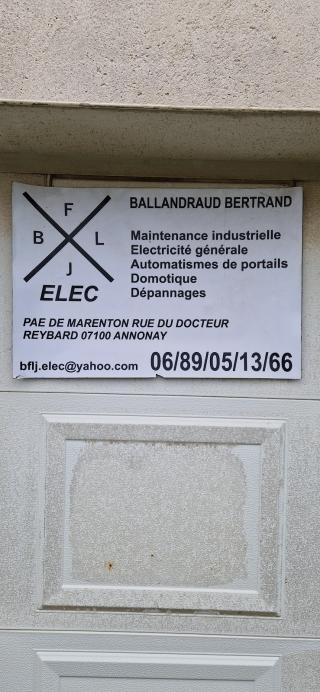 F
B L
J
ELEC
BALLANDRAUD BERTRAND
Maintenance industrielle
Electricité générale
Automatismes de portails
Domotique
Dépannages
PAE DE MARENTON RUE DU DOCTEUR
REYBARD 07100 ANNONAY
bflj.elec@yahoo.com 06/89/05/13/66